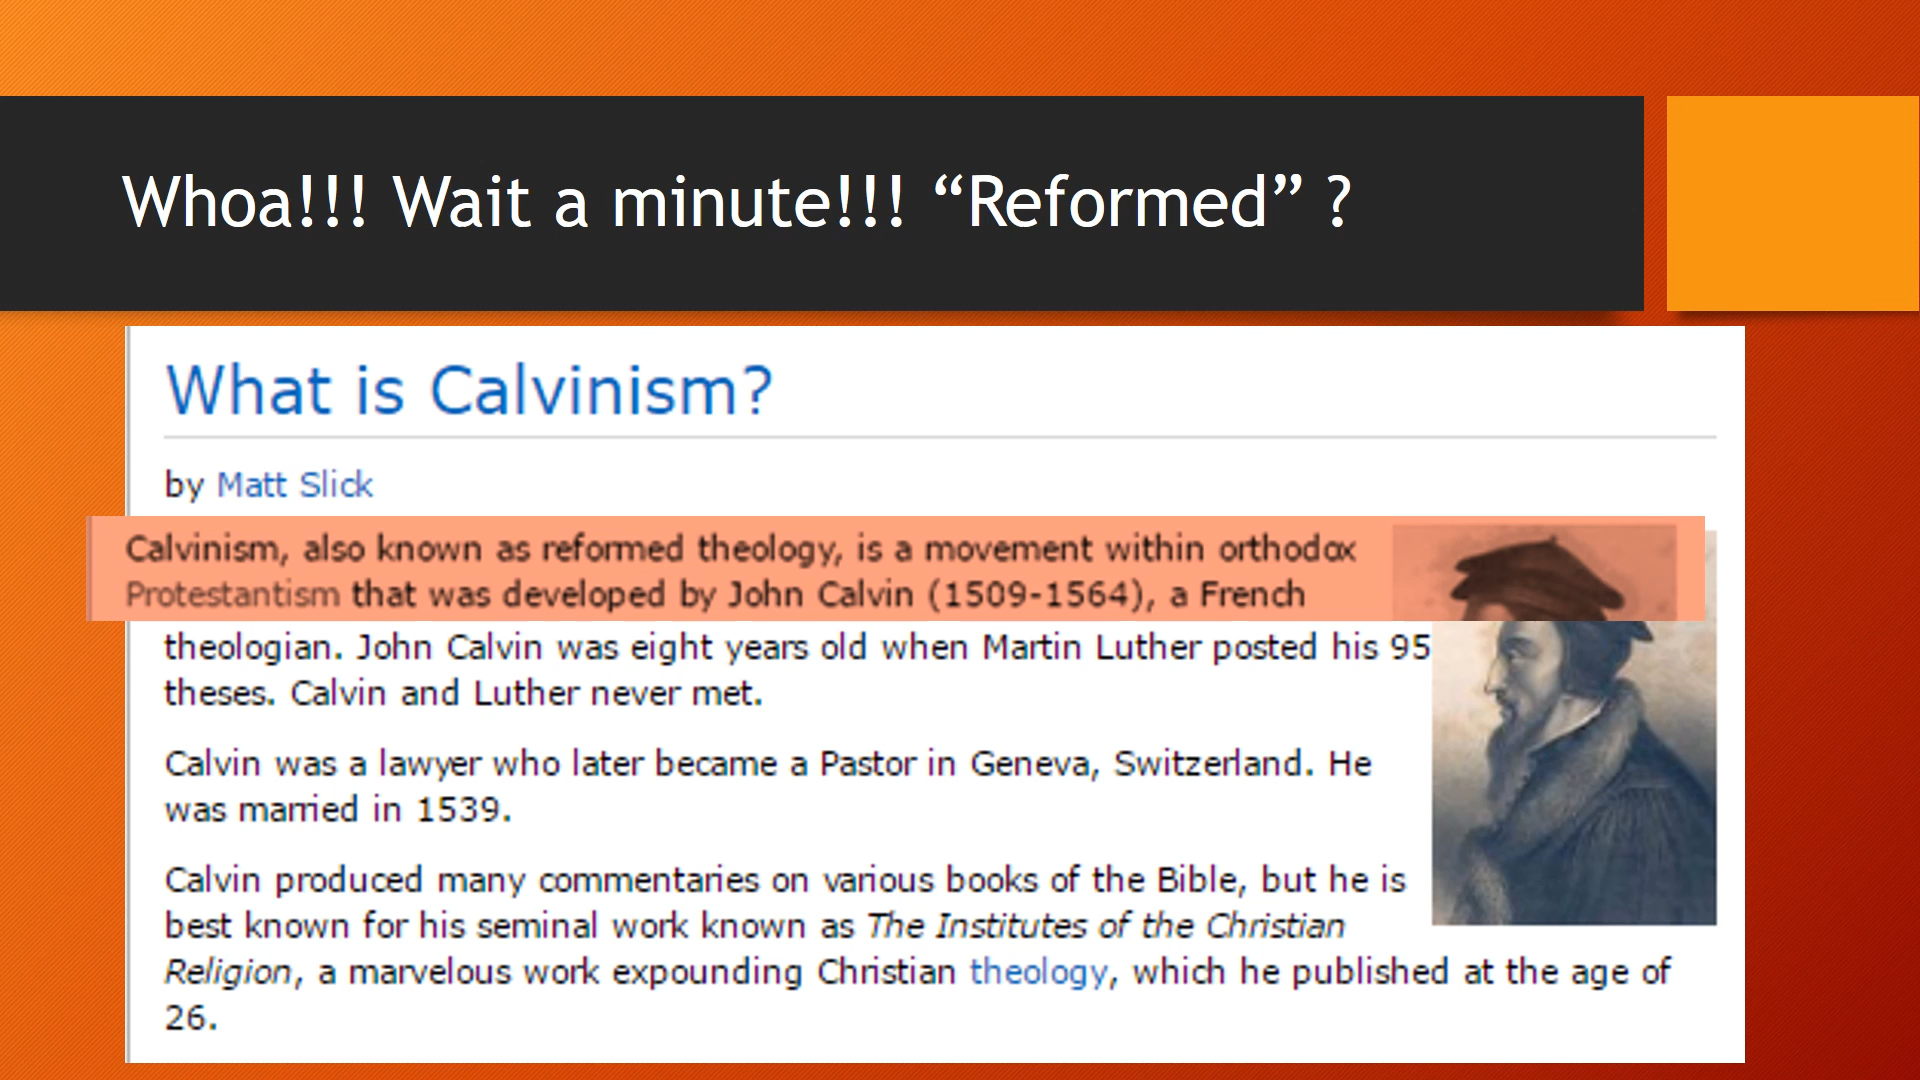 Whoa!!! Wait a minute!!! “Reformed” ?
What is Calvinism?
by Matt Slick
Calvinism, also known as reformed theology, is a movement within orthodox
Protestantism that was developed by John Calvin (1509-1564), a French
theologian. John Calvin was eight years old when Martin Luther posted his 95
theses. Calvin and Luther never met.
Calvin was a lawyer who later became a Pastor in Geneva, Switzerland. He
was married in 1539.
Calvin produced many commentaries on various books of the Bible, but he is
best known for his seminal work known as The Institutes of the Christian
Religion, a marvelous work expounding Christian theology, which he published at the age of
26.